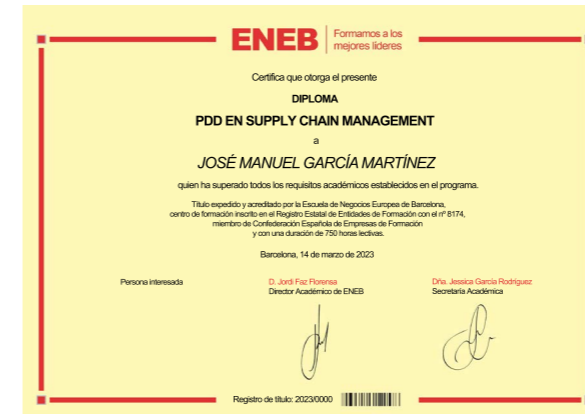 ENEB
Formamos a los
mejores líderes
Certifica que otorga el presente
DIPLOMA
PDD EN SUPPLY CHAIN MANAGEMENT
a
JOSÉ MANUEL GARCÍA MARTÍNEZ
quien ha superado todos los requisitos académicos establecidos en el programa.
Título expedido y acreditado por la Escuela de Negocios Europea de Barcelona,
centro de formación inscrito en el Registro Estatal de Entidades de Formación con el nº 8174,
miembro de Confederación Española de Empresas de Formación
y con una duración de 750 horas lectivas.
Barcelona, 14 de marzo de 2023
Persona interesada
D. Jordi Faz Florensa
Director Académico de ENEB
Dña. Jessica García Rodríguez
Secretaria Académica
Registro de título: 2023/0000